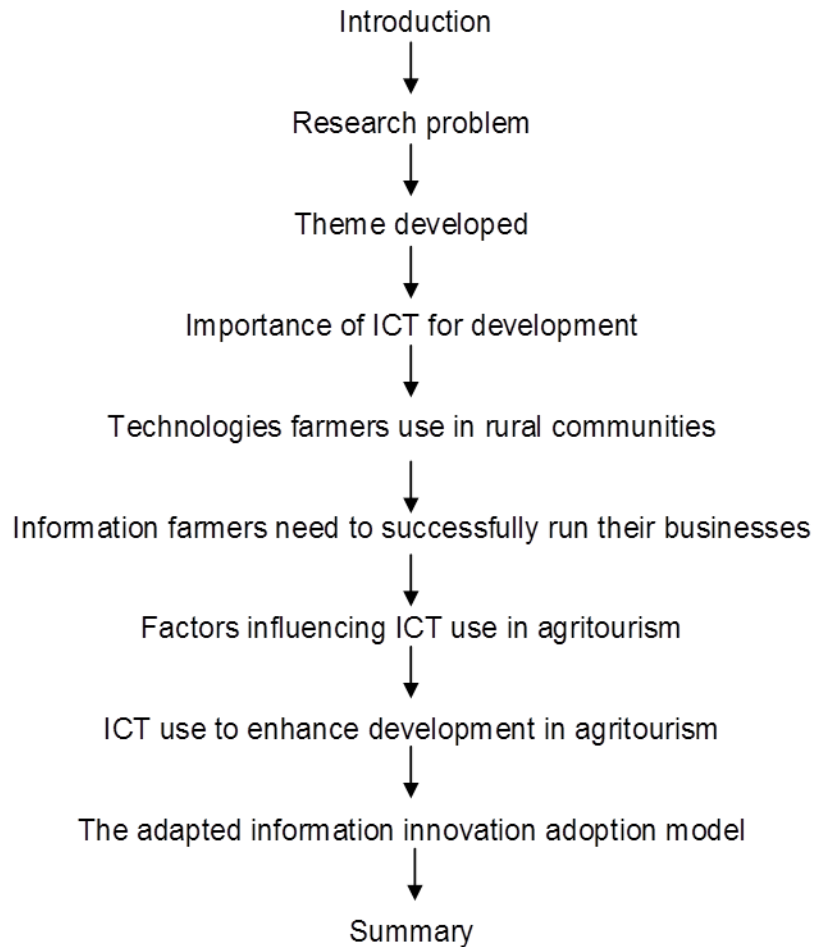 Introduction
Research problem
Theme developed
Importance of ICT for development
Technologies farmers use in rural communities
Information farmers need to successfully run their businesses
Factors influencing ICT use in agritourism
ICT use to enhance development in agritourism
The adapted information innovation adoption model
Summary